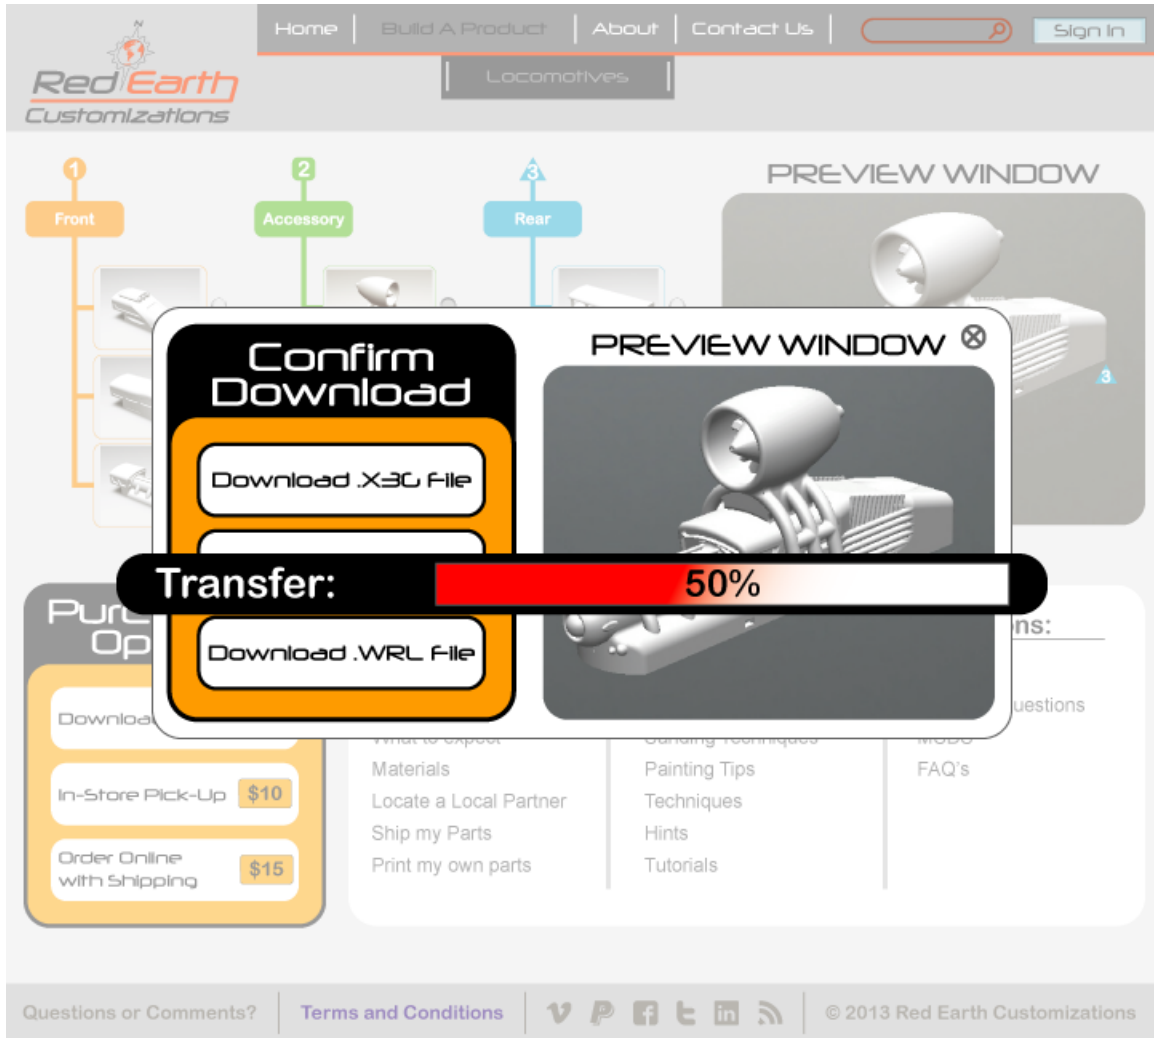 N
Home
Build A Product
About
Contact Us
Sign In
Red Earth
Customizations
Locomotives
1
2
3
Front
Accessory
Rear
PREVIEW WINDOW
3
Confirm
Download
PREVIEW WINDOW
Download .X3G File
Transfer:
50%
Download .WRL File
In-Store Pick-Up $10
Order Online
with Shipping
$15
Materials
Locate a Local Partner
Ship my Parts
Print my own parts
Painting Tips
Techniques
Hints
Tutorials
FAQ's
Questions or Comments?
Terms and Conditions
in
© 2013 Red Earth Customizations